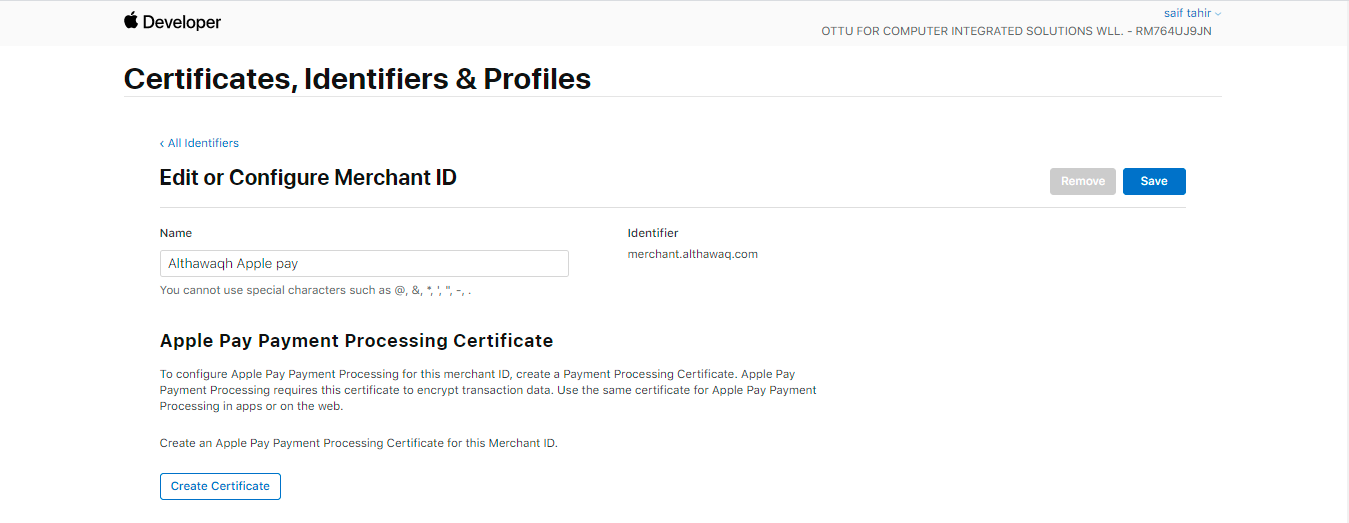 Developer
saif tahir
OTTU FOR COMPUTER INTEGRATED SOLUTIONS WLL. - RM764UJ9JN
Certificates, Identifiers & Profiles
‹ All Identifiers
Edit or Configure Merchant ID
Remove
Save
Name
Identifier
Althawaqh Apple pay
merchant.althawaq.com
You cannot use special characters such as @, &, *, ', ", -, .
Apple Pay Payment Processing Certificate
To configure Apple Pay Payment Processing for this merchant ID, create a Payment Processing Certificate. Apple Pay
Payment Processing requires this certificate to encrypt transaction data. Use the same certificate for Apple Pay Payment
Processing in apps or on the web.
Create an Apple Pay Payment Processing Certificate for this Merchant ID.
Create Certificate